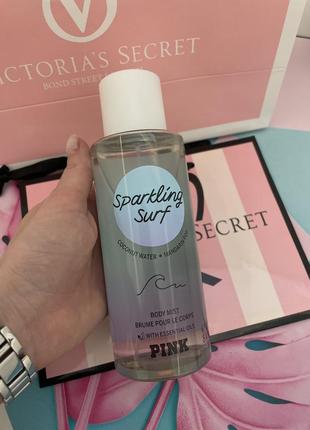 VICTORIA'S SECRET
BOND STREET
Sparkling
Surf
COCONUT WATER + MANDARIN
BODY MIST
BRUME POUR LE CORPS
WITH ESSENTIAL OILS
PINK
SECRET